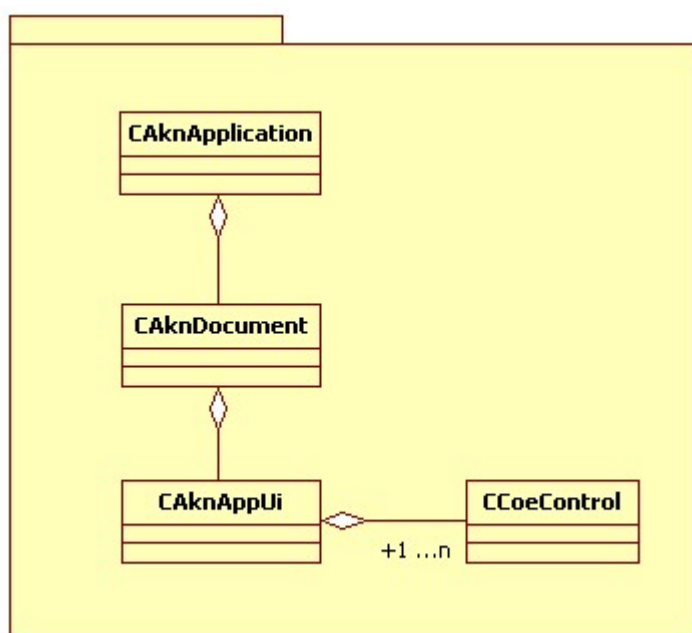 CAknApplication
CAknDocument
CAknAppUi
CCoeControl
+1 ...n